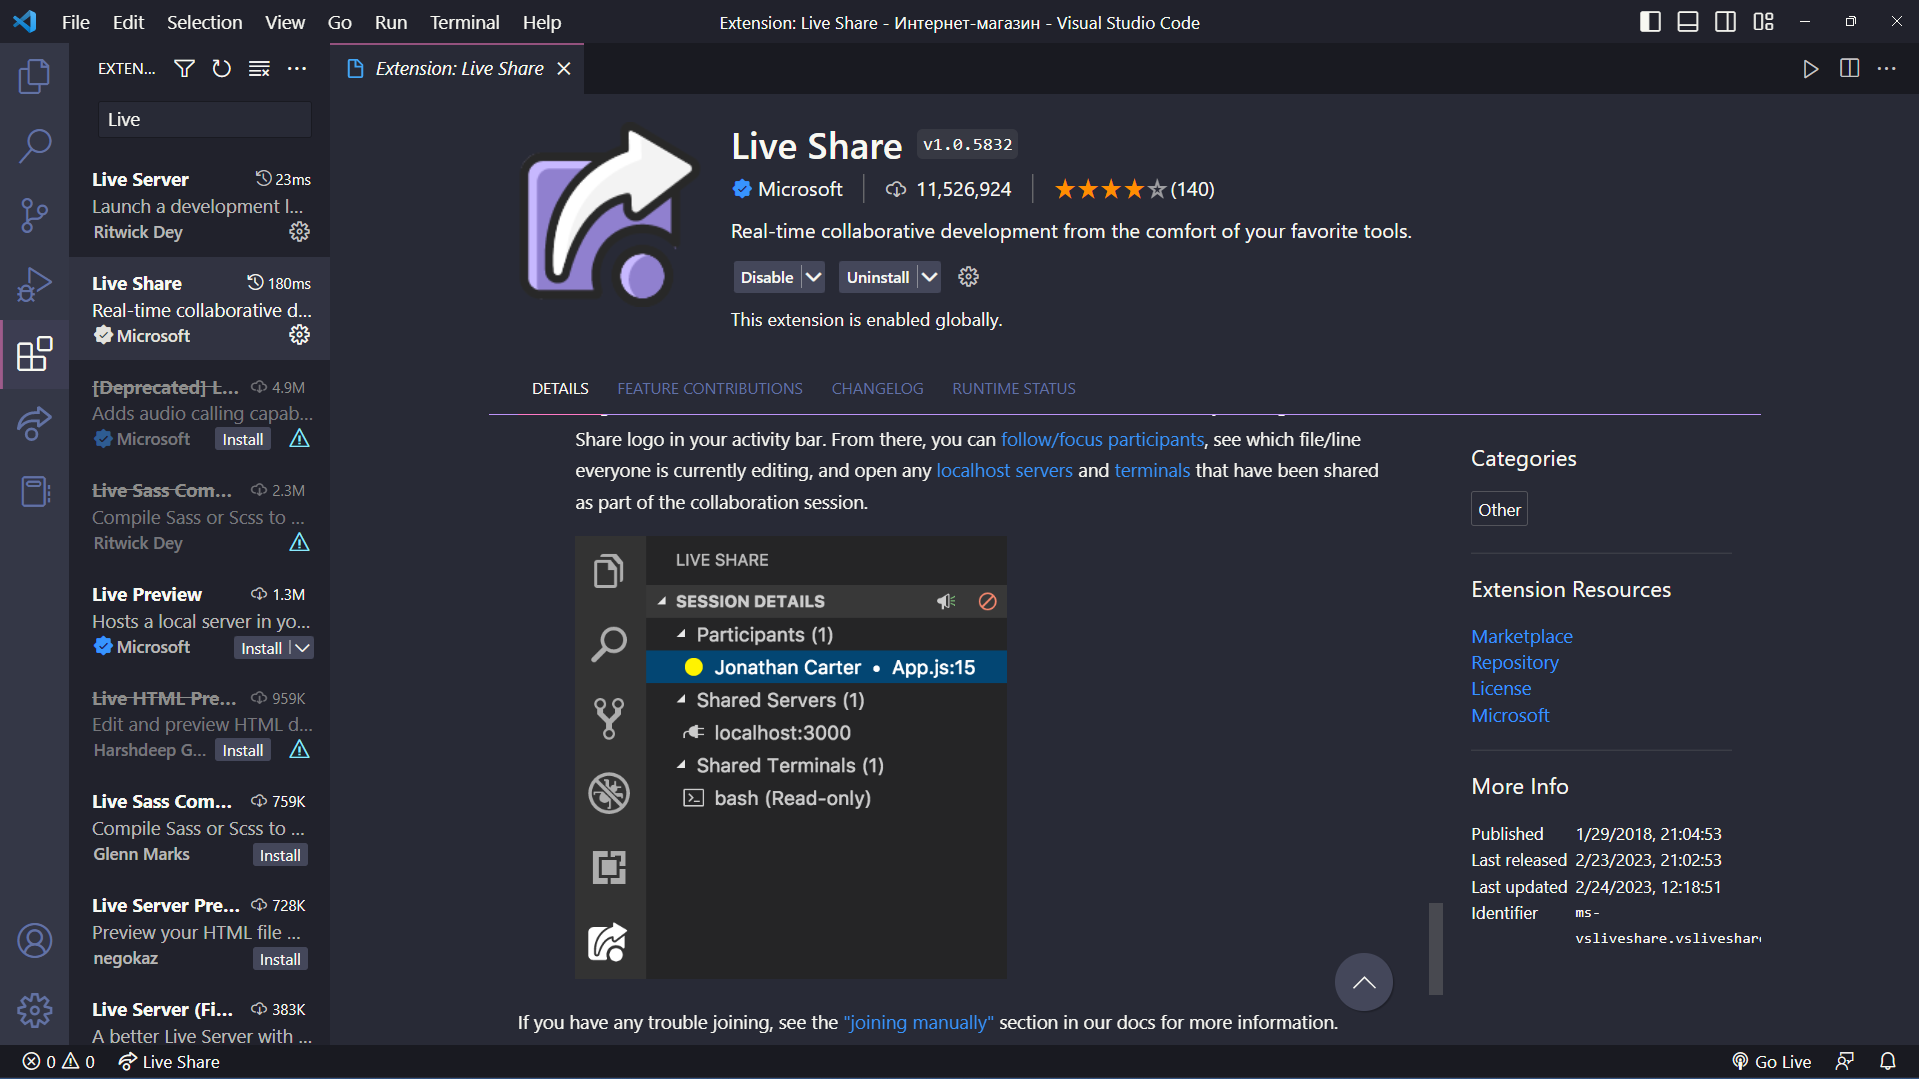 File Edit Selection View Go Run Terminal Help
Extension: Live Share - Интернет-магазин - Visual Studio Code
EXTEN...
Extension: Live Share
Live
Live Server 23ms
Launch a development l...
Ritwick Dey
Live Share 180ms
Real-time collaborative d...
Microsoft
[Deprecated] L... 4.9M
Adds audio calling capab...
Microsoft Install
Live Sass Com... 2.3M
Compile Sass or Scss to ...
Ritwick Dey
Live Preview 1.3M
Hosts a local server in yo...
Microsoft Install
Live HTML Pre... 959K
Edit and preview HTML d...
Harshdeep G... Install
Live Sass Com... 759K
Compile Sass or Scss to ...
Glenn Marks Install
Live Server Pre... 728K
Preview your HTML file ...
negokaz Install
Live Server (Fi... 383K
A better Live Server with ...
Live Share v1.0.5832
Microsoft 11,526,924 (140)
Real-time collaborative development from the comfort of your favorite tools.
Disable Uninstall
This extension is enabled globally.
DETAILS FEATURE CONTRIBUTIONS CHANGELOG RUNTIME STATUS
Share logo in your activity bar. From there, you can follow/focus participants, see which file/line
everyone is currently editing, and open any localhost servers and terminals that have been shared
as part of the collaboration session.
LIVE SHARE
SESSION DETAILS
Participants (1)
Jonathan Carter • App.js:15
Shared Servers (1)
localhost:3000
Shared Terminals (1)
bash (Read-only)
If you have any trouble joining, see the "joining manually" section in our docs for more information.
Categories
Other
Extension Resources
Marketplace
Repository
License
Microsoft
More Info
Published 1/29/2018, 21:04:53
Last released 2/23/2023, 21:02:53
Last updated 2/24/2023, 12:18:51
Identifier ms-
vsliveshare.vsliveshare
0 0 Live Share
Go Live